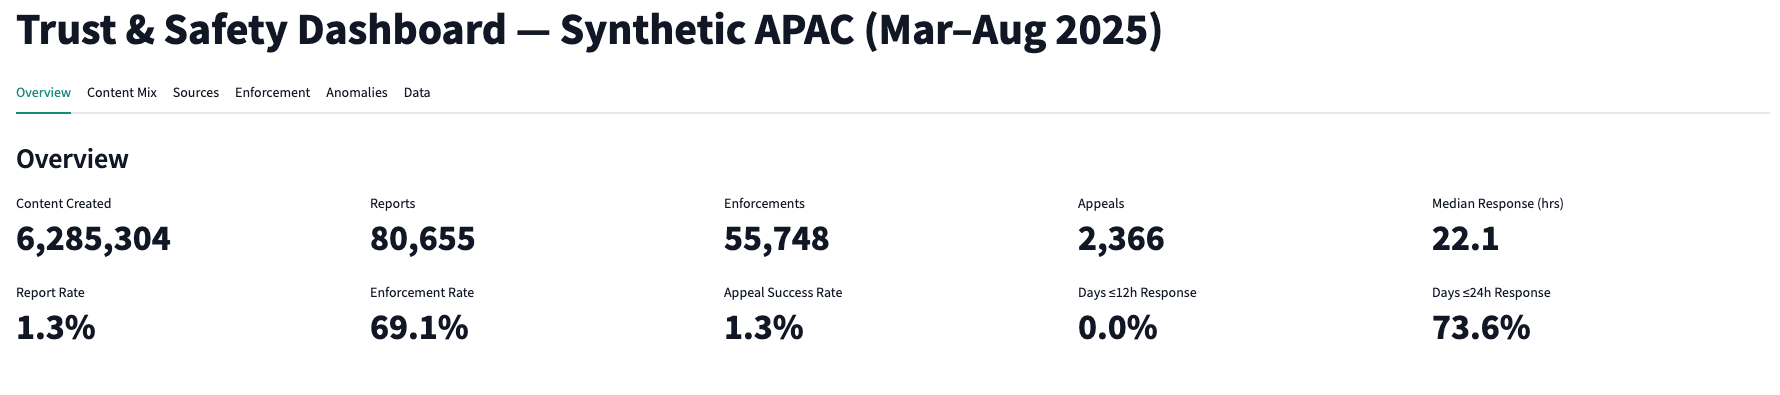 Trust & Safety Dashboard — Synthetic APAC (Mar–Aug 2025)
Overview Content Mix Sources Enforcement Anomalies Data
Overview
Content Created Reports Enforcements Appeals Median Response (hrs)
6,285,304 80,655 55,748 2,366 22.1
Report Rate Enforcement Rate Appeal Success Rate Days ≤12h Response Days ≤24h Response
1.3% 69.1% 1.3% 0.0% 73.6%